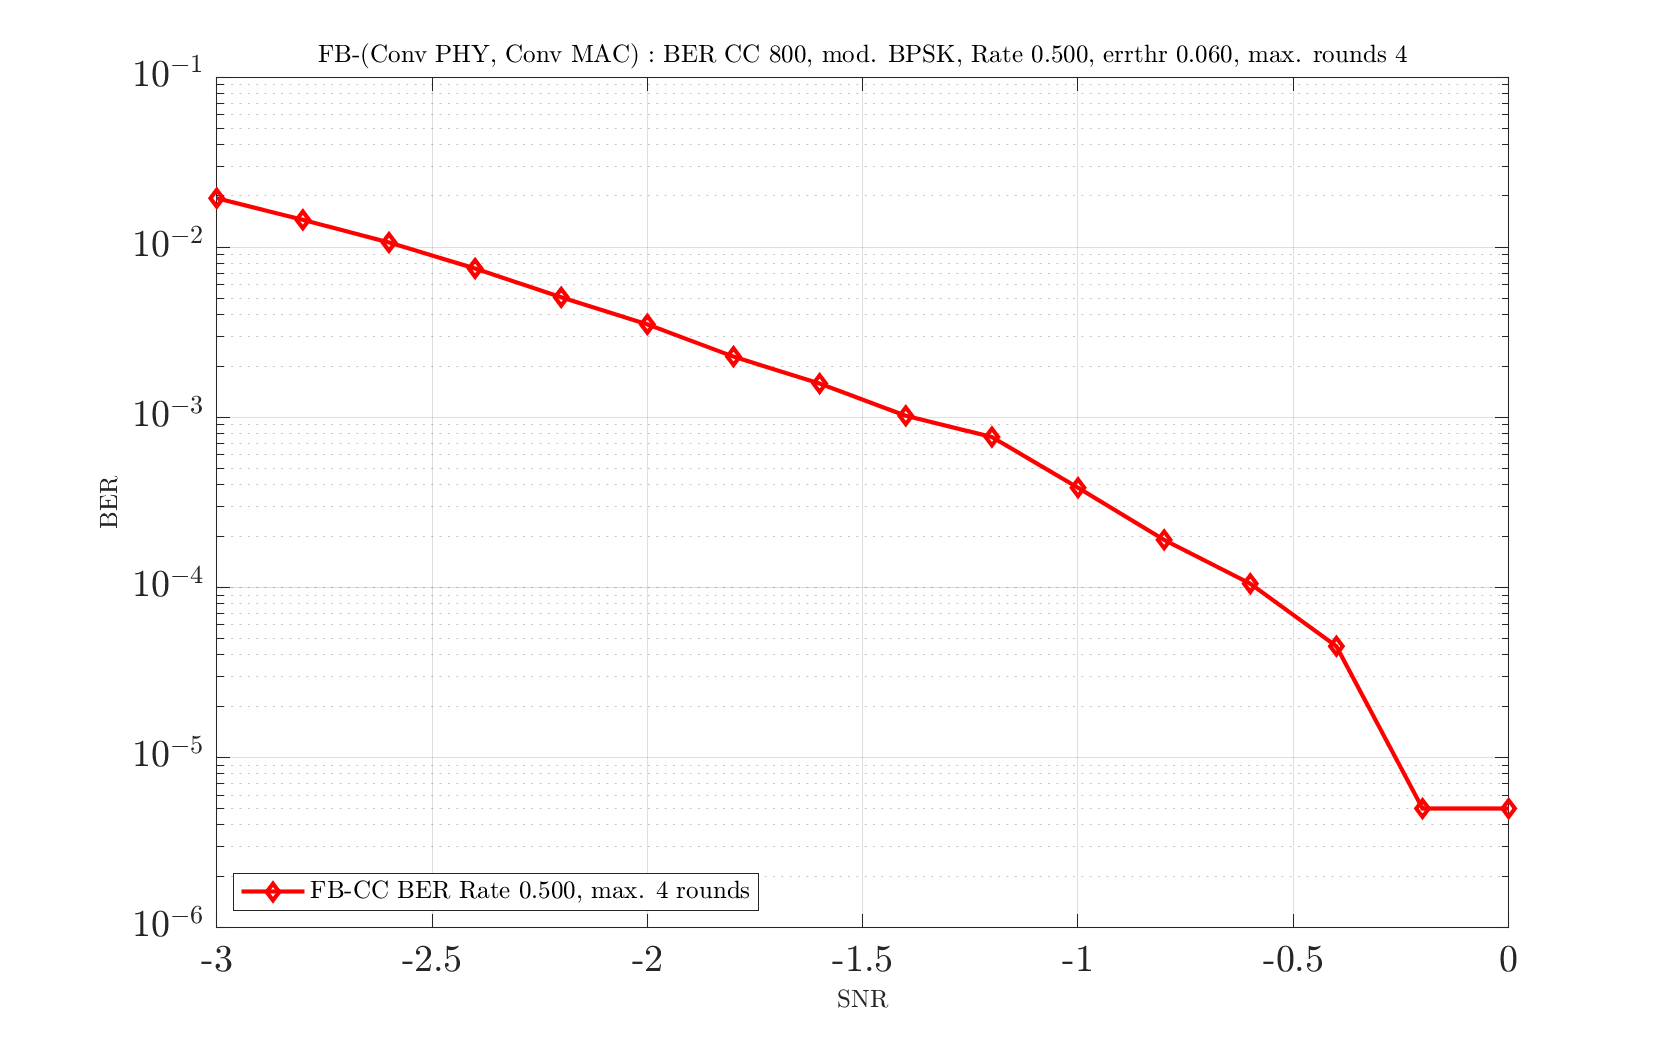 FB-(Conv PHY, Conv MAC) : BER CC 800, mod. BPSK, Rate 0.500, errthr 0.060, max. rounds 4
10^{-1}
10^{-2}
10^{-3}
10^{-4}
10^{-5}
10^{-6}
BER
FB-CC BER Rate 0.500, max. 4 rounds
-3 -2.5 -2 -1.5 -1 -0.5 0
SNR